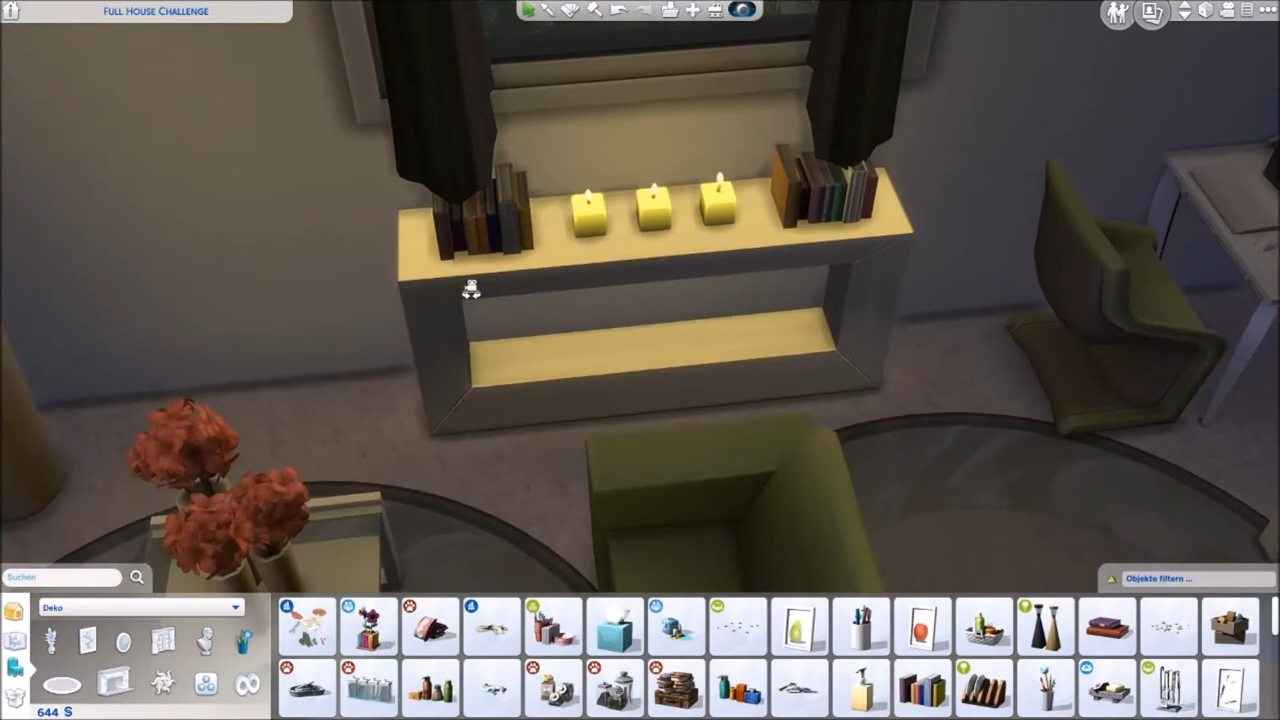 FULL HOUSE CHALLENGE
Suchen
Objekte filtern ...
Deko
644 $